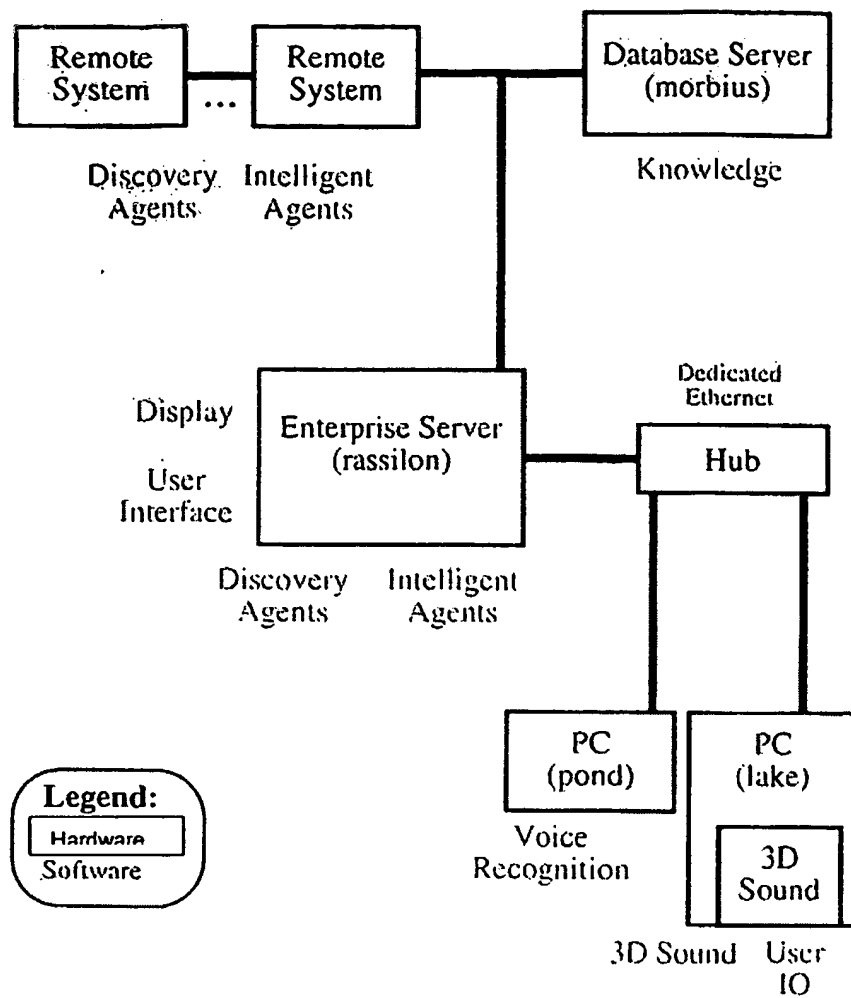 Remote
System
...
Remote
System
Database Server
(morbius)
Discovery
Agents
Intelligent
Agents
Knowledge
Display
User
Interface
Enterprise Server
(rassilon)
Dedicated
Ethernet
Hub
Discovery
Agents
Intelligent
Agents
PC
(pond)
PC
(lake)
Voice
Recognition
3D
Sound
3D Sound
User
IO
Legend:
Hardware
Software